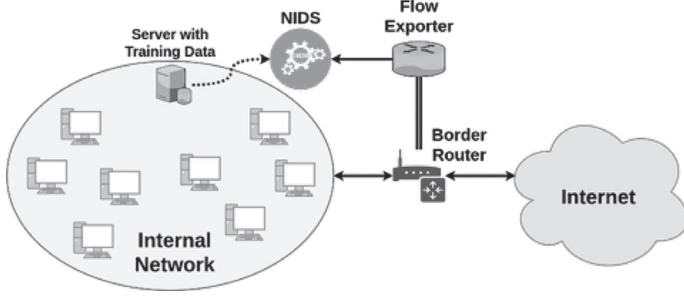 Flow
Exporter
NIDS
Server with
Training Data
Border
Router
Internet
Internal
Network